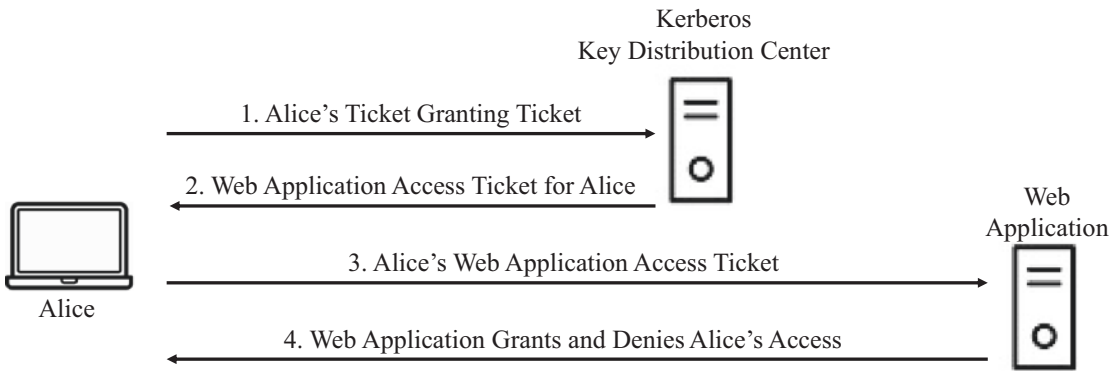 Kerberos
Key Distribution Center
1. Alice’s Ticket Granting Ticket
2. Web Application Access Ticket for Alice
Web
Application
3. Alice’s Web Application Access Ticket
Alice
4. Web Application Grants and Denies Alice’s Access